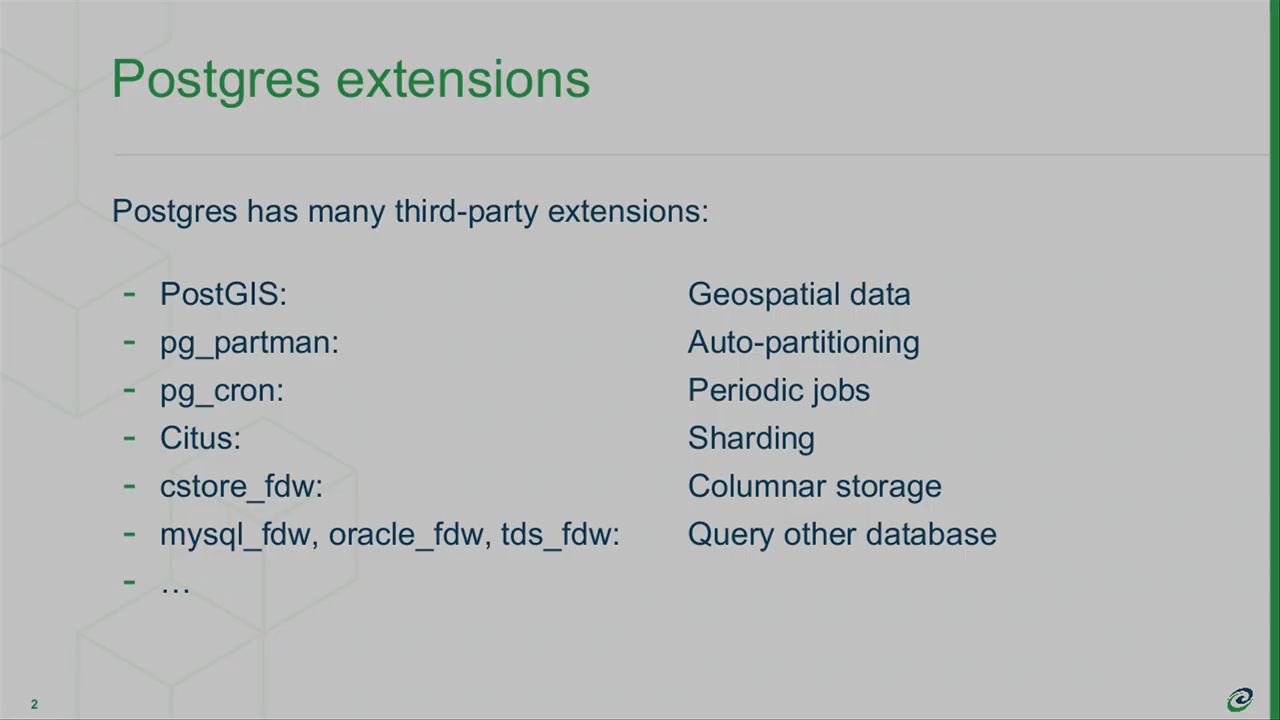 Postgres extensions
Postgres has many third-party extensions:
- PostGIS: Geospatial data
- pg_partman: Auto-partitioning
- pg_cron: Periodic jobs
- Citus: Sharding
- cstore_fdw: Columnar storage
- mysql_fdw, oracle_fdw, tds_fdw: Query other database
- …
2